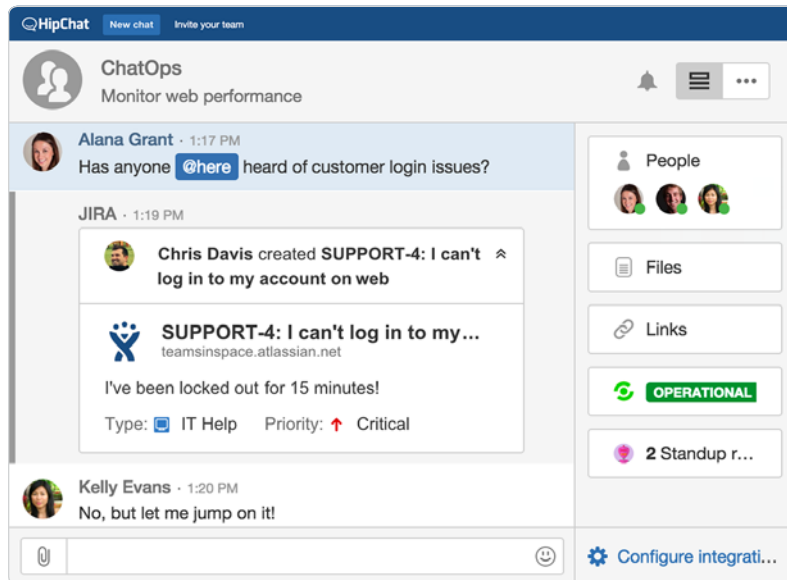 HipChat New chat Invite your team
ChatOps
Monitor web performance
Alana Grant · 1:17 PM
Has anyone @here heard of customer login issues?
JIRA · 1:19 PM
Chris Davis created SUPPORT-4: I can't
log in to my account on web
SUPPORT-4: I can't log in to my...
teamsinspace.atlassian.net
I've been locked out for 15 minutes!
Type: IT Help Priority: Critical
Kelly Evans · 1:20 PM
No, but let me jump on it!
People
Files
Links
OPERATIONAL
2 Standup r...
Configure integrati...